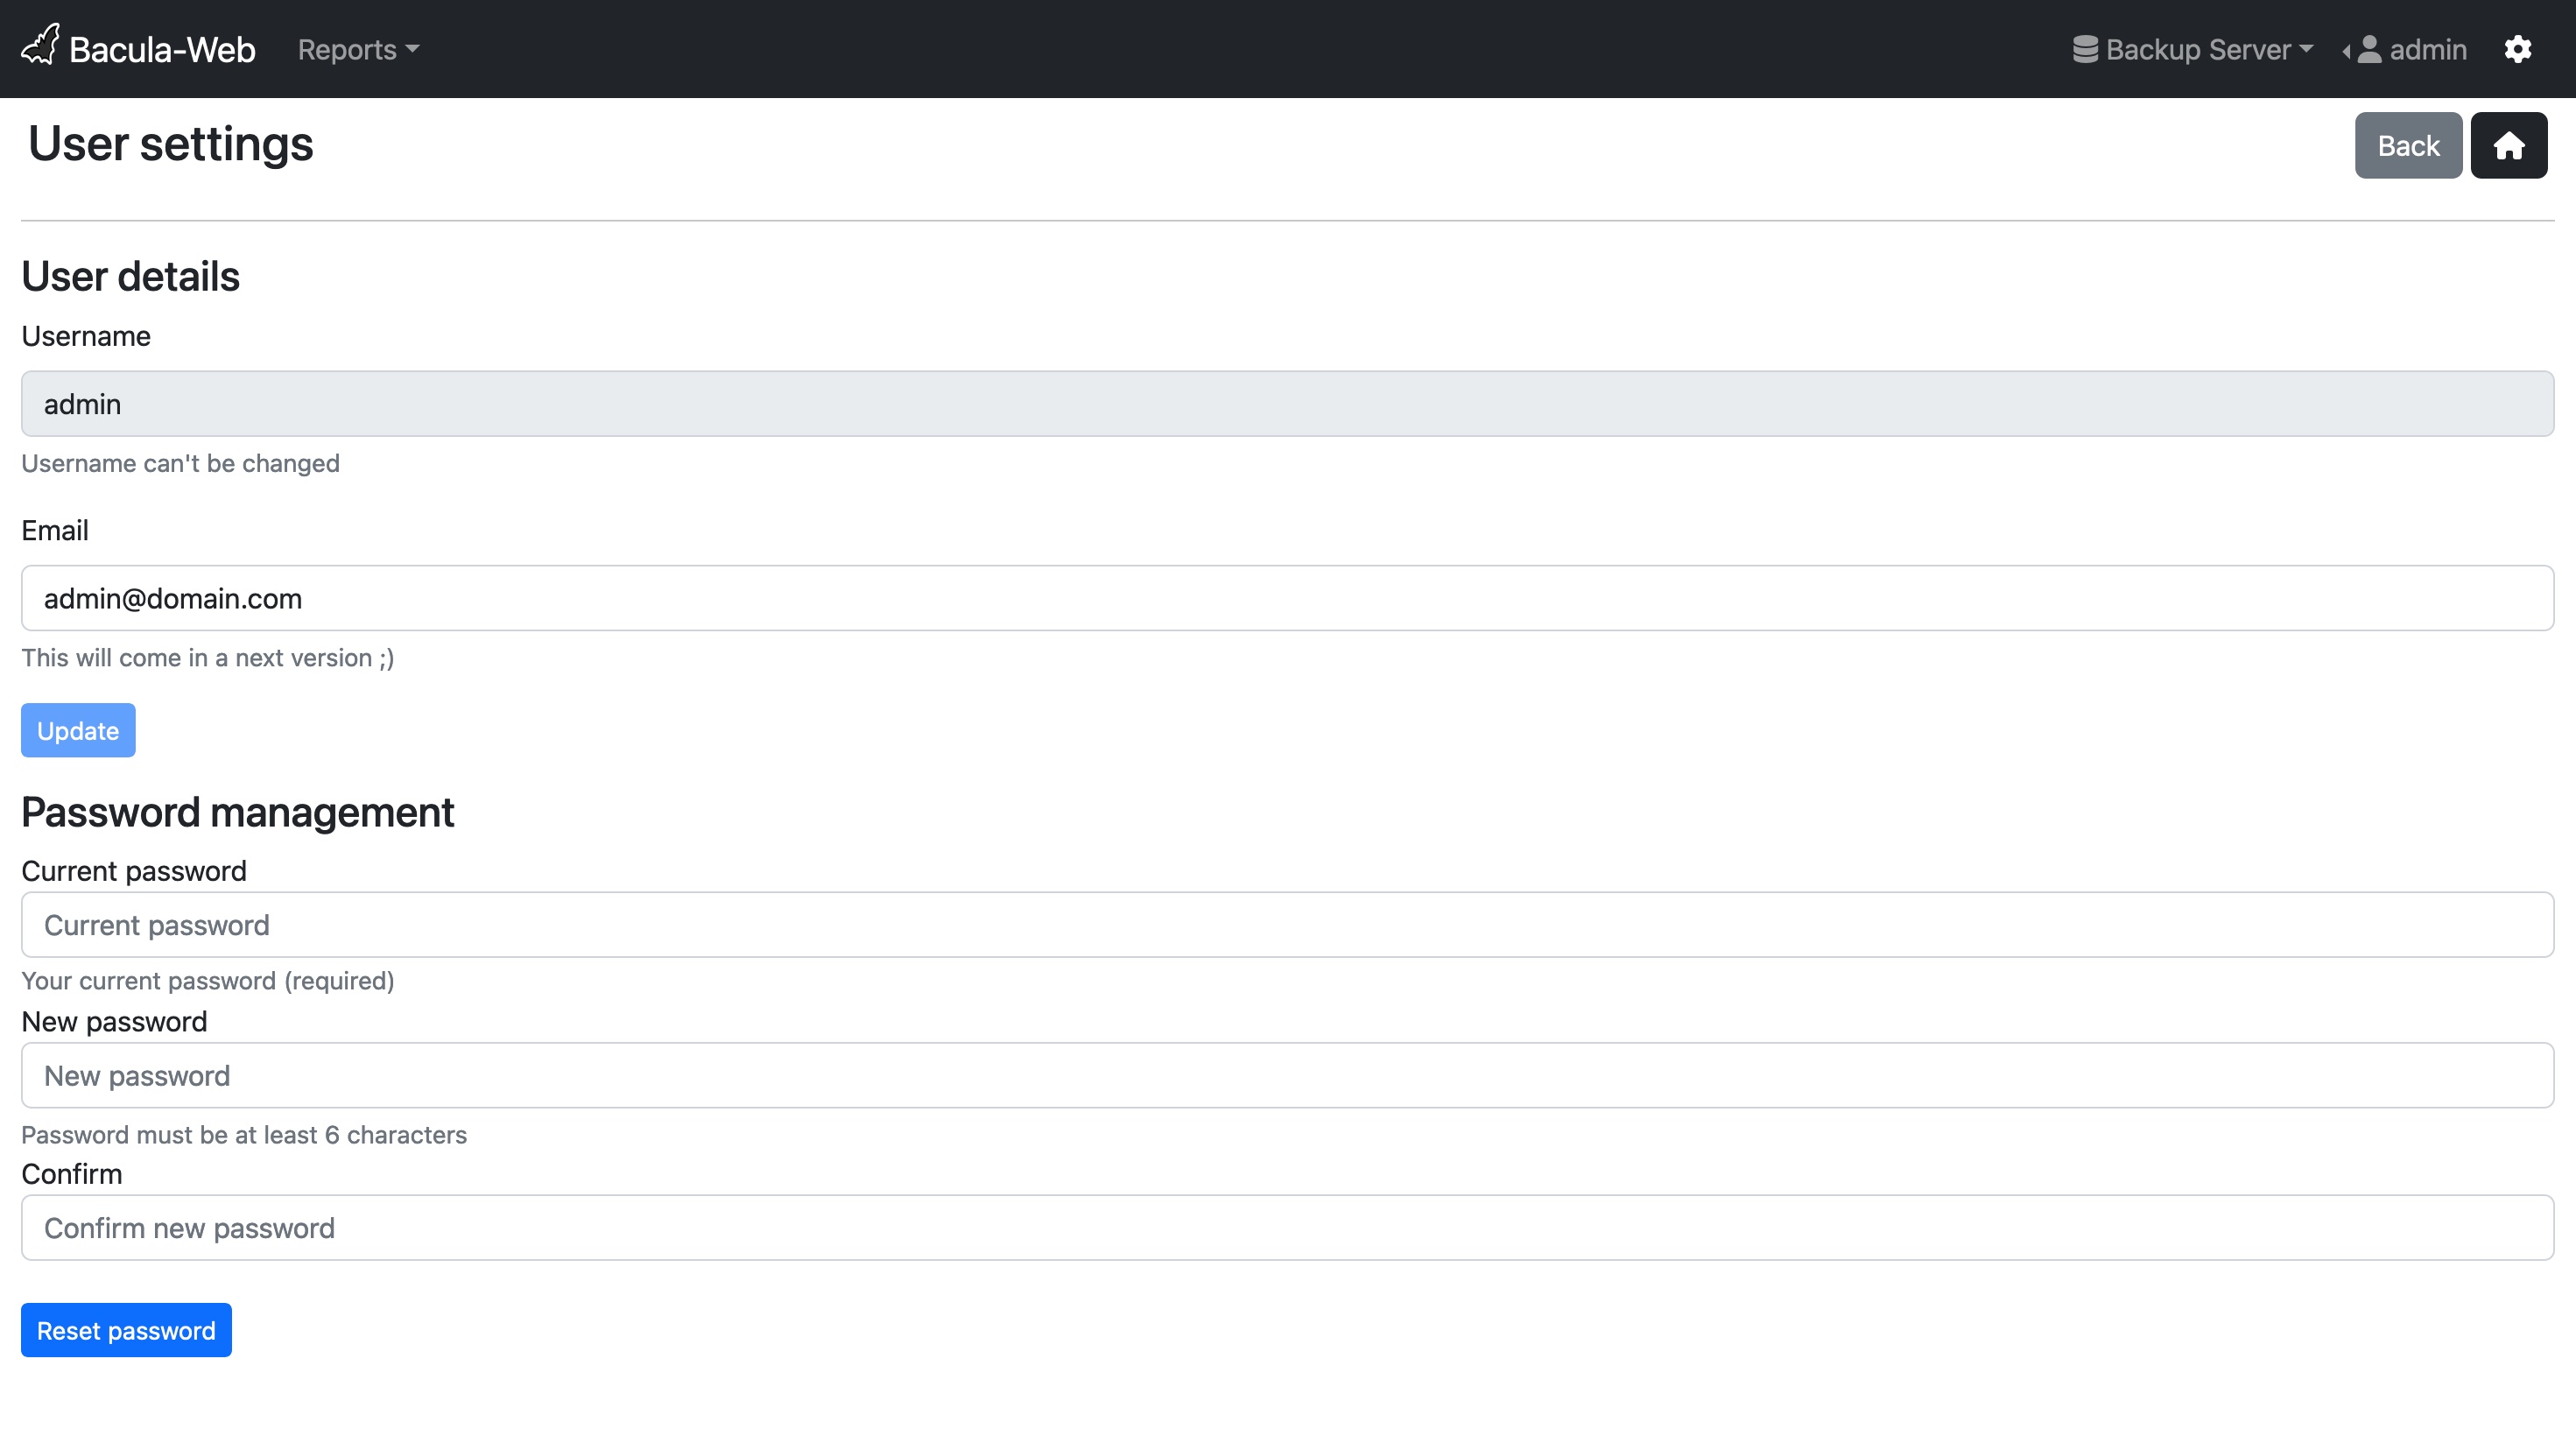 Bacula-Web Reports Backup Server admin
User settings Back
User details
Username
admin
Username can't be changed
Email
admin@domain.com
This will come in a next version ;)
Update
Password management
Current password
Current password
Your current password (required)
New password
New password
Password must be at least 6 characters
Confirm
Confirm new password
Reset password